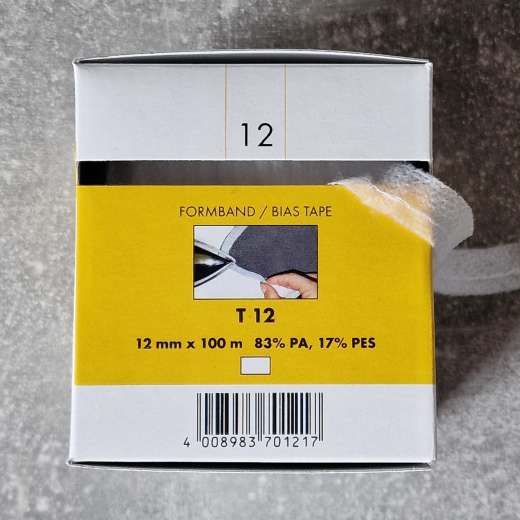 12
FORMBAND / BIAS TAPE
T 12
12 mm x 100 m 83% PA, 17% PES
4 008983 701217